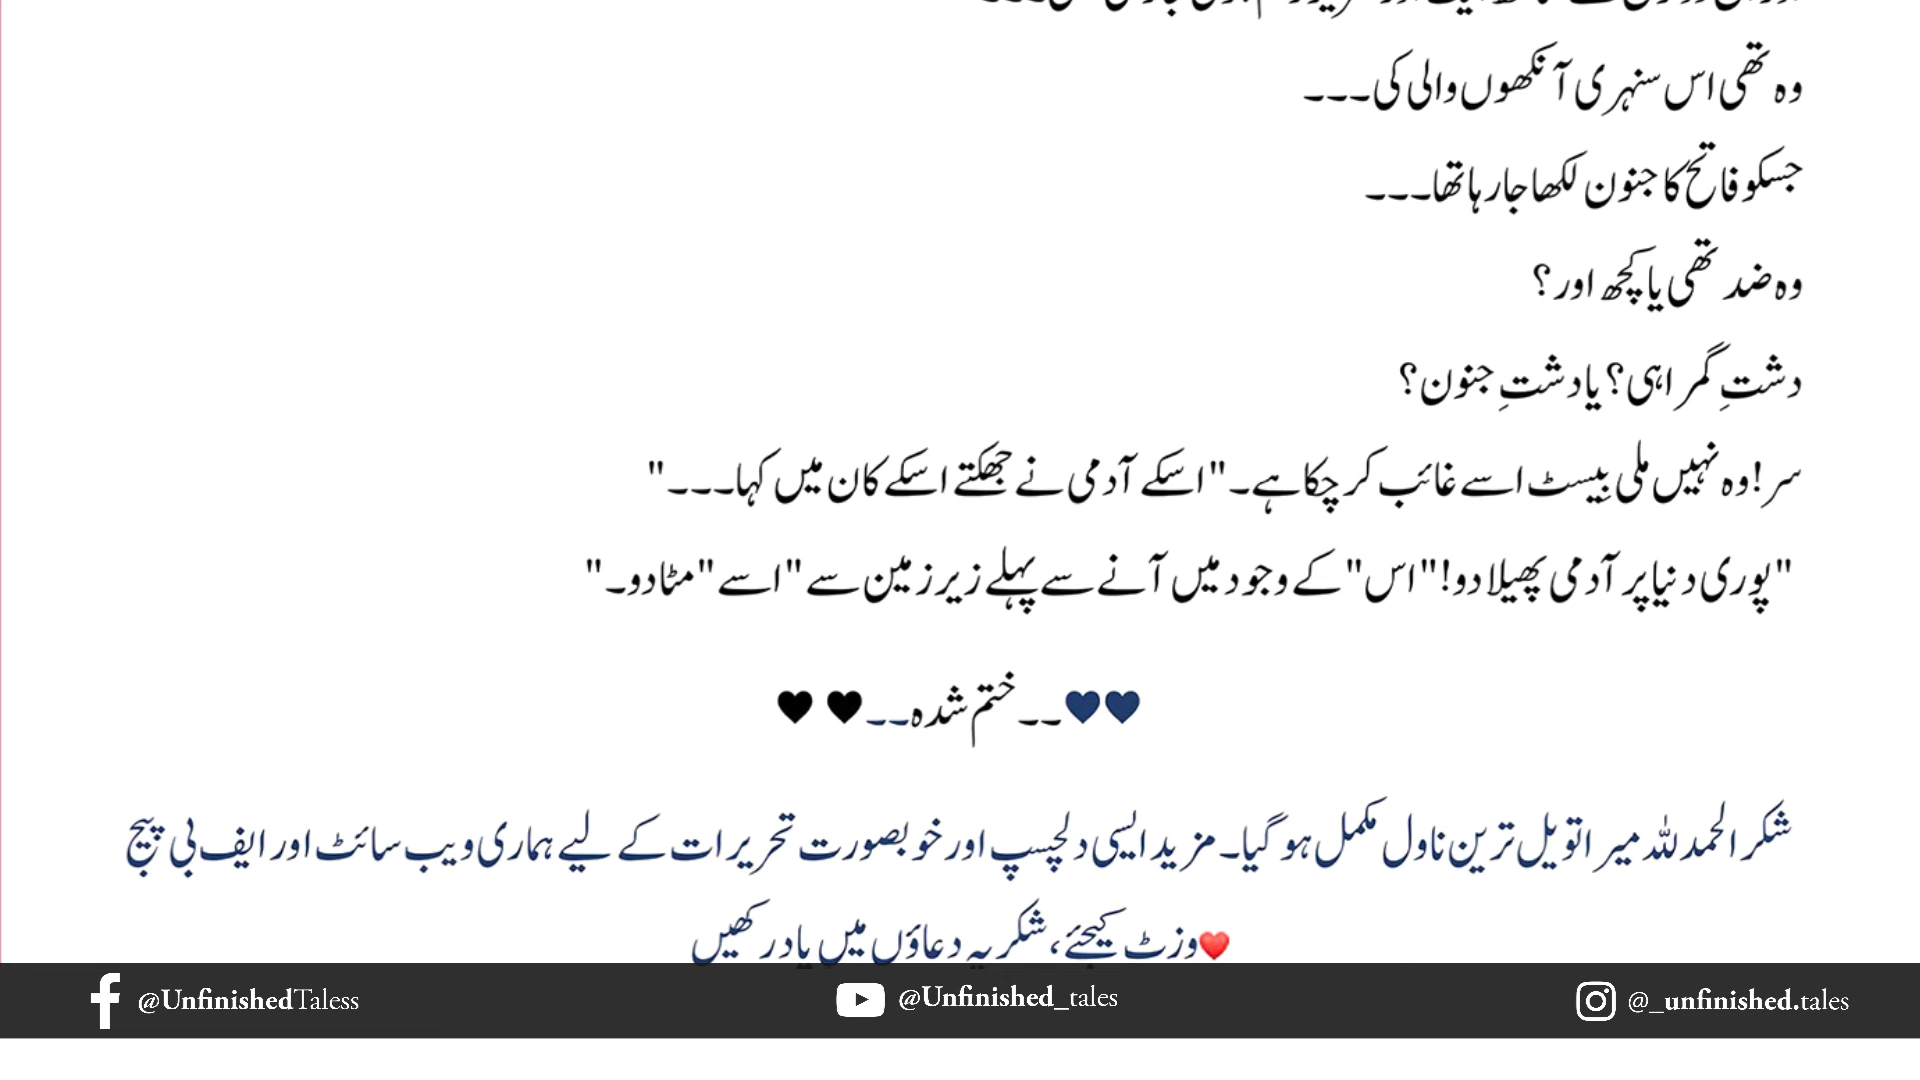 وہ تھی اس سنہری آنکھوں والی کی۔۔۔
جسکو فاتح کا جنون لکھا جا رہا تھا۔۔۔
وہ ضد تھی یا کچھ اور؟
دشتِ گمراہی؟ یا دشتِ جنون؟
سر! وہ نہیں ملی بیسٹ اسے غائب کر چکا ہے۔" اسکے آدمی نے جھکتے اسکے کان میں کہا۔۔۔"
"پوری دنیا پر آدمی پھیلا دو! "اس" کے وجود میں آنے سے پہلے زیر زمین سے "اسے" مٹا دو۔"
💙💙۔۔ختم شدہ۔۔🖤 🖤
شکر الحمد للہ میرا تویل ترین ناول مکمل ہو گیا۔ مزید ایسی دلچسپ اور خوبصورت تحریرات کے لیے ہماری ویب سائٹ اور ایف بی پیج
❤️وزٹ کیجئے، شکریہ دعاؤں میں یاد رکھیں
@UnfinishedTaless
@Unfinished_tales
@_unfinished.tales